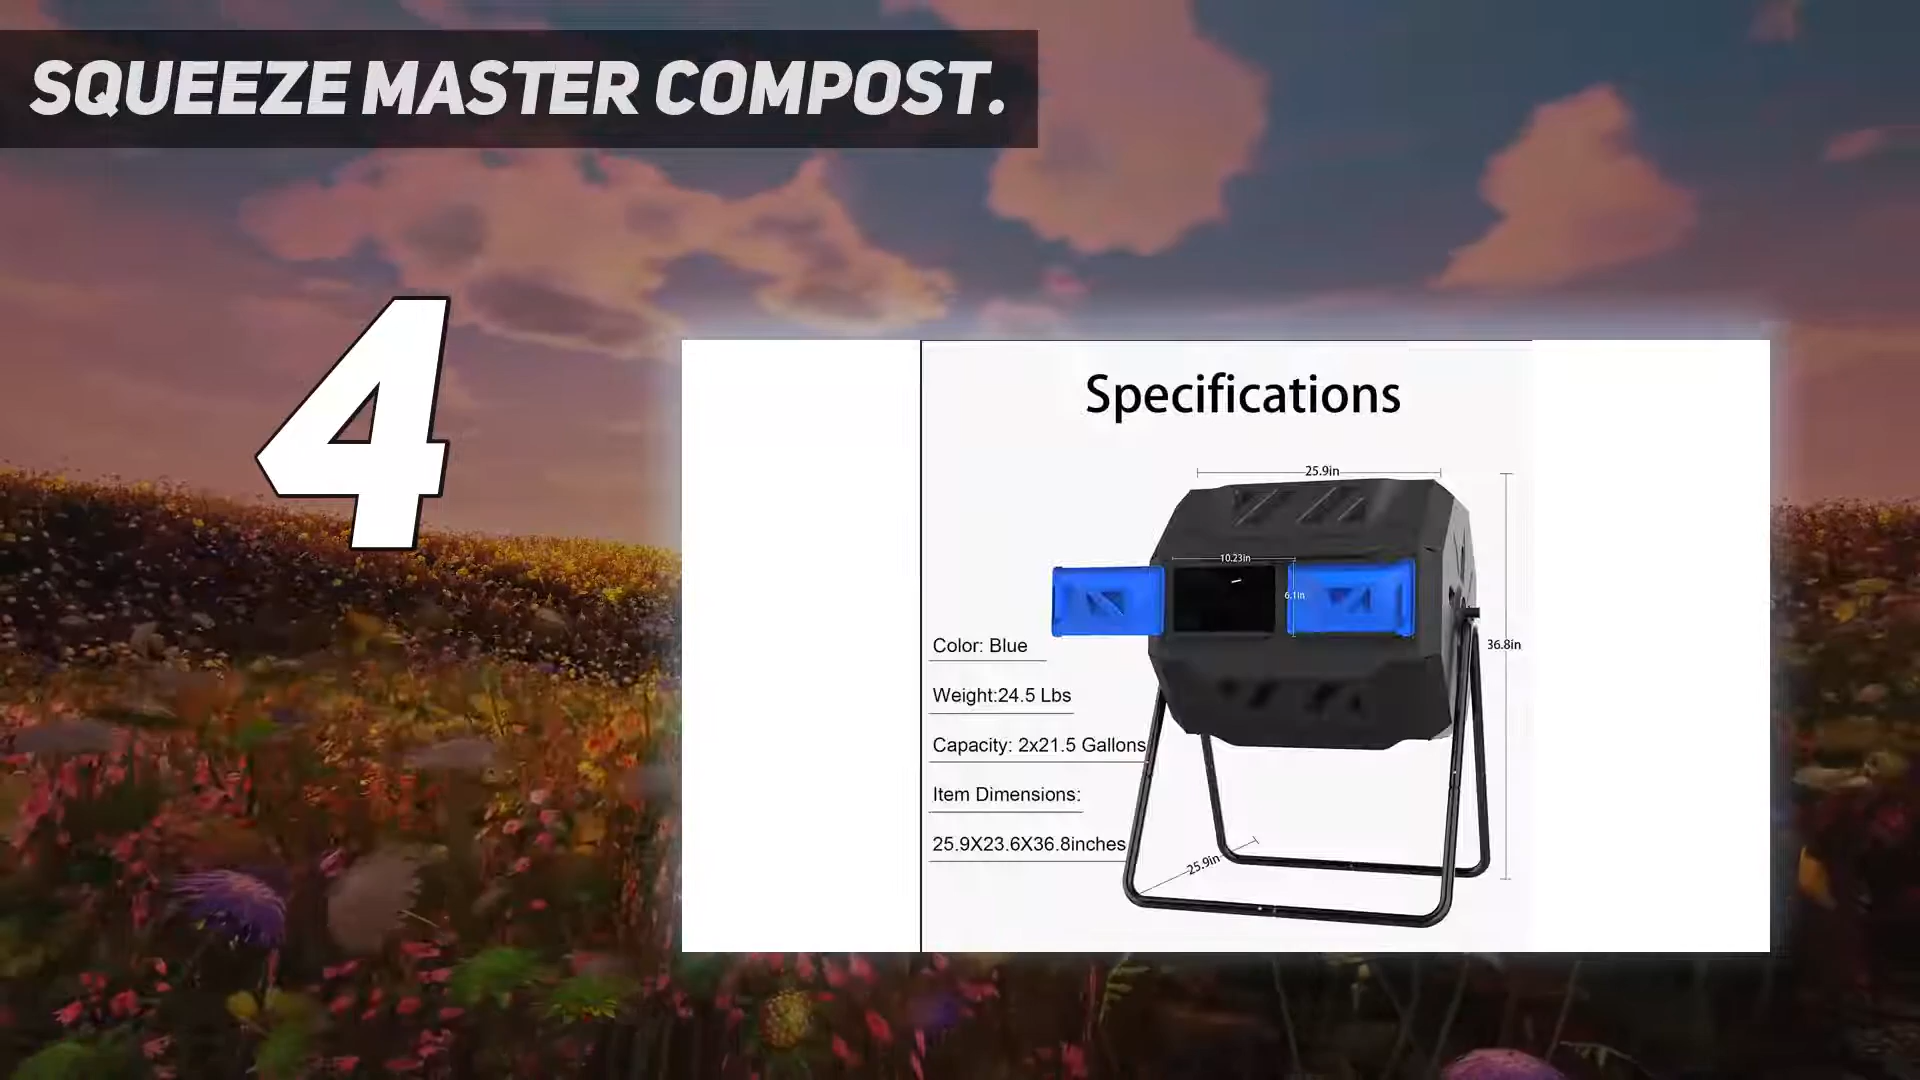 SQUEEZE MASTER COMPOST.
4
Specifications
25.9in
10.23in
6.1in
36.8in
Color: Blue
Weight:24.5 Lbs
Capacity: 2x21.5 Gallons
Item Dimensions:
25.9X23.6X36.8inches
25.9in